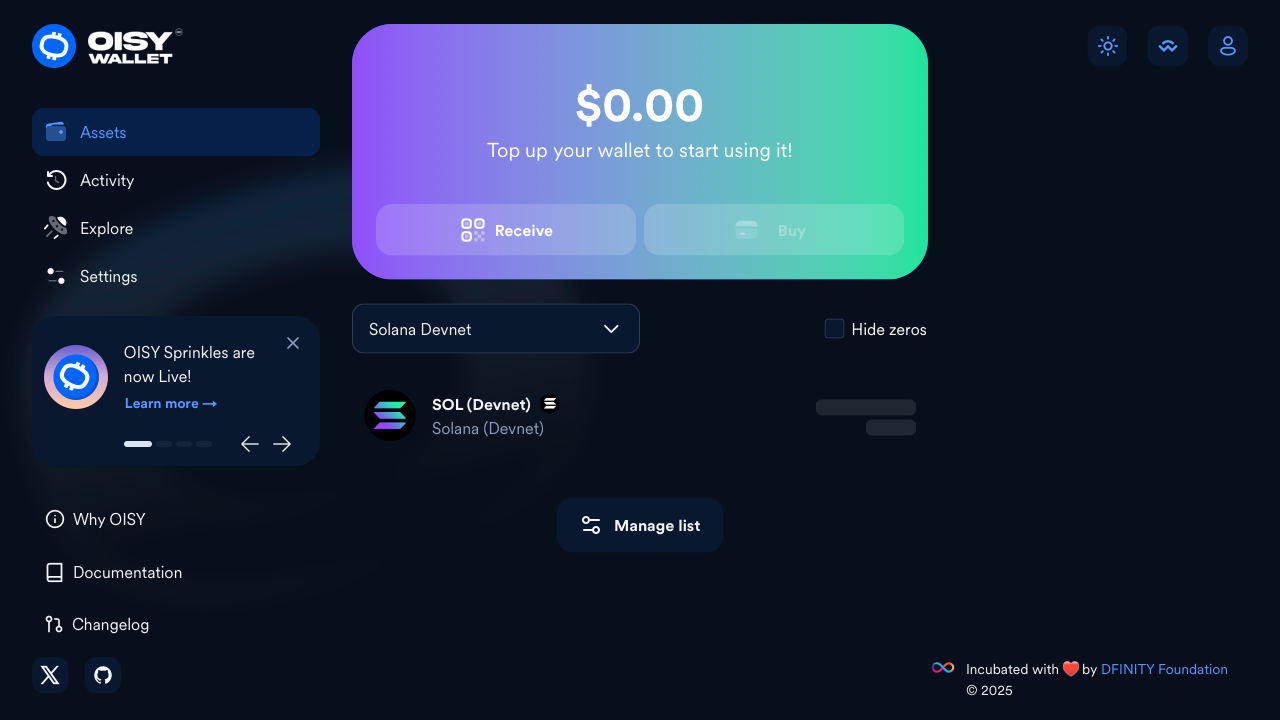 OISY
WALLET
Assets
Activity
Explore
Settings
OISY Sprinkles are
now Live!
Learn more →
Why OISY
Documentation
Changelog
$0.00
Top up your wallet to start using it!
Receive
Buy
Solana Devnet
Hide zeros
SOL (Devnet)
Solana (Devnet)
Manage list
Incubated with ❤️ by DFINITY Foundation
© 2025